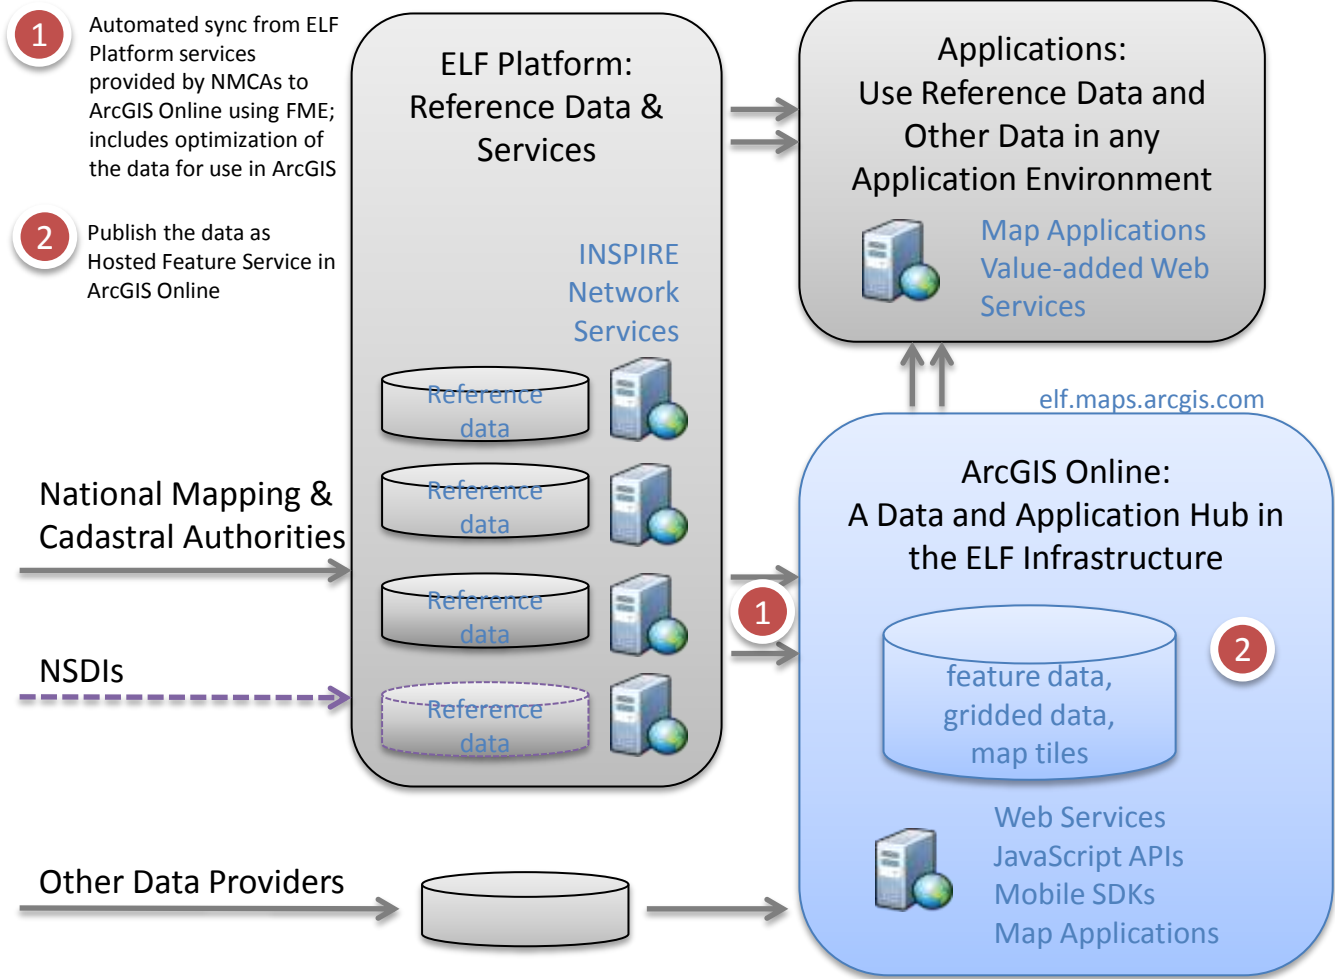 1
Automated sync from ELF
Platform services
provided by NMCAs to
ArcGIS Online using FME;
includes optimization of
the data for use in ArcGIS
2
Publish the data as
Hosted Feature Service in
ArcGIS Online
ELF Platform:
Reference Data &
Services
INSPIRE
Network
Services
Reference
data
Reference
data
Reference
data
Reference
data
Applications:
Use Reference Data and
Other Data in any
Application Environment
Map Applications
Value-added Web
Services
National Mapping &
Cadastral Authorities
NSDIs
Other Data Providers
1
elf.maps.arcgis.com
ArcGIS Online:
A Data and Application Hub in
the ELF Infrastructure
2
feature data,
gridded data,
map tiles
Web Services
JavaScript APIs
Mobile SDKs
Map Applications